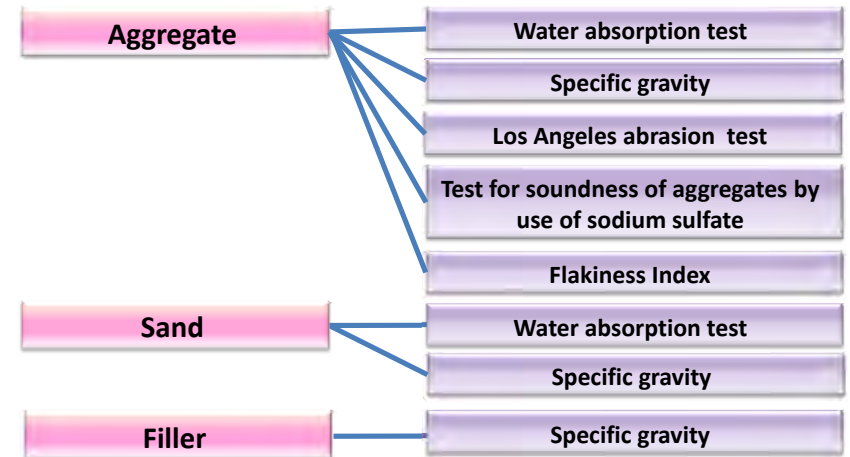 Aggregate
Water absorption test
Specific gravity
Los Angeles abrasion test
Test for soundness of aggregates by
use of sodium sulfate
Flakiness Index
Sand
Water absorption test
Specific gravity
Filler
Specific gravity